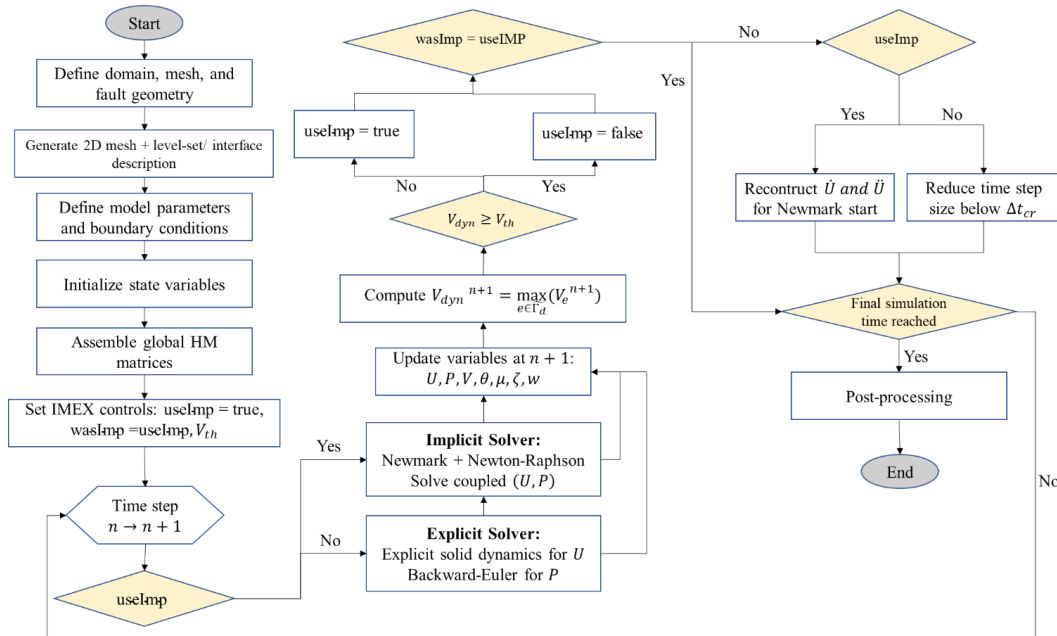 Start
Define domain, mesh, and
fault geometry
Generate 2D mesh + level-set/ interface
description
Define model parameters
and boundary conditions
Initialize state variables
Assemble global HM
matrices
Set IMEX controls: useImp = true,
wasImp =useImp, V_th
Time step
n → n + 1
useImp
Yes
No
Implicit Solver:
Newmark + Newton-Raphson
Solve coupled (U, P)
Explicit Solver:
Explicit solid dynamics for U
Backward-Euler for P
Update variables at n + 1:
U, P, V, θ, μ, ζ, w
Compute V_dyn^{n+1} = max_{e∈Γ̃_d}(V_e^{n+1})
V_dyn ≥ V_th
No
Yes
useImp = true
useImp = false
wasImp = useIMP
No
Yes
useImp
Yes
No
Recontruct U̇ and Ü
for Newmark start
Reduce time step
size below Δt_cr
Final simulation
time reached
Yes
No
Post-processing
End